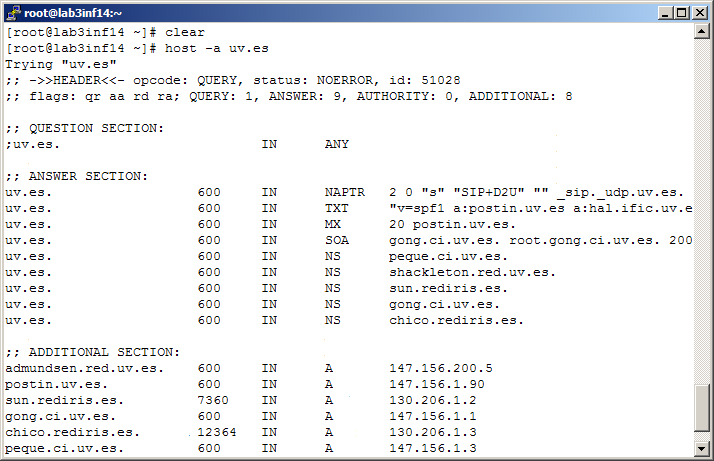 root@lab3inf14:~
[root@lab3inf14 ~]# clear
[root@lab3inf14 ~]# host -a uv.es
Trying "uv.es"
;; ->>HEADER<<- opcode: QUERY, status: NOERROR, id: 51028
;; flags: qr aa rd ra; QUERY: 1, ANSWER: 9, AUTHORITY: 0, ADDITIONAL: 8
;; QUESTION SECTION:
;uv.es. IN ANY
;; ANSWER SECTION:
uv.es. 600 IN NAPTR 2 0 "s" "SIP+D2U" "" _sip._udp.uv.es.
uv.es. 600 IN TXT "v=spf1 a:postin.uv.es a:hal.ific.uv.e
uv.es. 600 IN MX 20 postin.uv.es.
uv.es. 600 IN SOA gong.ci.uv.es. root.gong.ci.uv.es. 200
uv.es. 600 IN NS peque.ci.uv.es.
uv.es. 600 IN NS shackleton.red.uv.es.
uv.es. 600 IN NS sun.rediris.es.
uv.es. 600 IN NS gong.ci.uv.es.
uv.es. 600 IN NS chico.rediris.es.
;; ADDITIONAL SECTION:
admundsen.red.uv.es. 600 IN A 147.156.200.5
postin.uv.es. 600 IN A 147.156.1.90
sun.rediris.es. 7360 IN A 130.206.1.2
gong.ci.uv.es. 600 IN A 147.156.1.1
chico.rediris.es. 12364 IN A 130.206.1.3
peque.ci.uv.es. 600 IN A 147.156.1.3